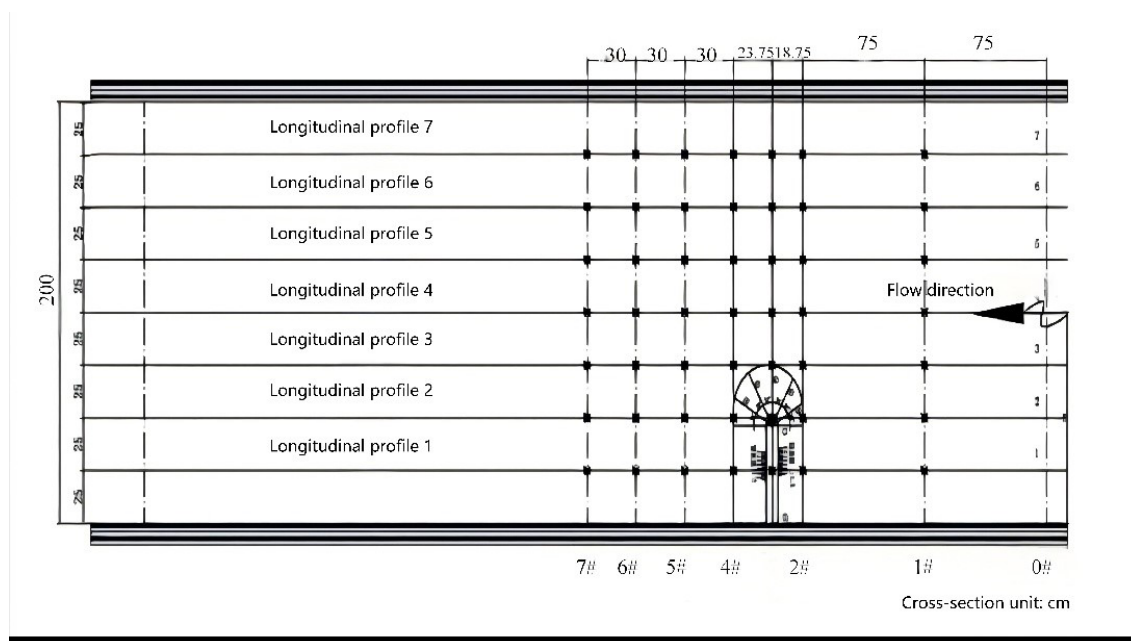 30 30 30 23.75 18.75 75 75
Longitudinal profile 7
Longitudinal profile 6
Longitudinal profile 5
Longitudinal profile 4
Longitudinal profile 3
Longitudinal profile 2
Longitudinal profile 1
25
25
25
25
25
25
25
25
200
7
6
5
Flow direction
3
2
1
7# 6# 5# 4# 2# 1# 0#
Cross-section unit: cm